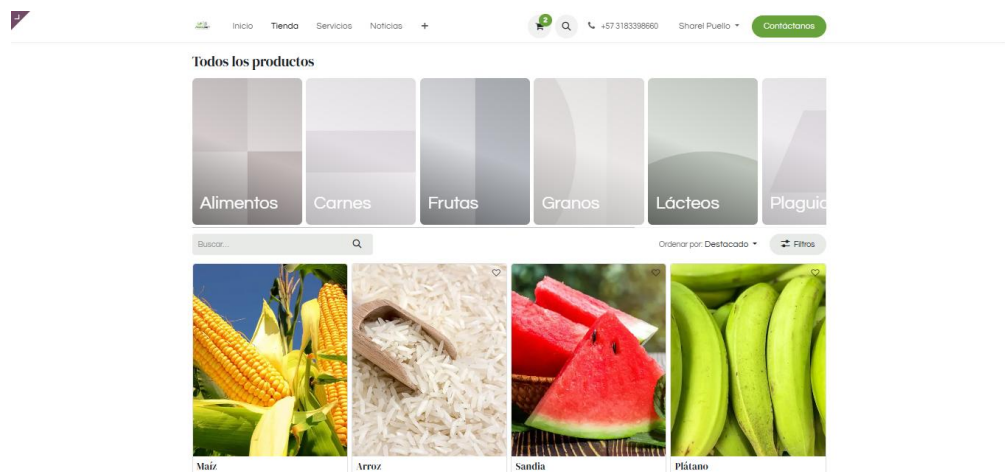 Inicio Tienda Servicios Noticias + 2 +57 3183398660 Sharel Puello Contáctanos
Todos los productos
Alimentos Carnes Frutas Granos Lácteos Plaguic
Buscar... Ordenar por: Destacado Filtros
Maíz Arroz Sandia Plátano